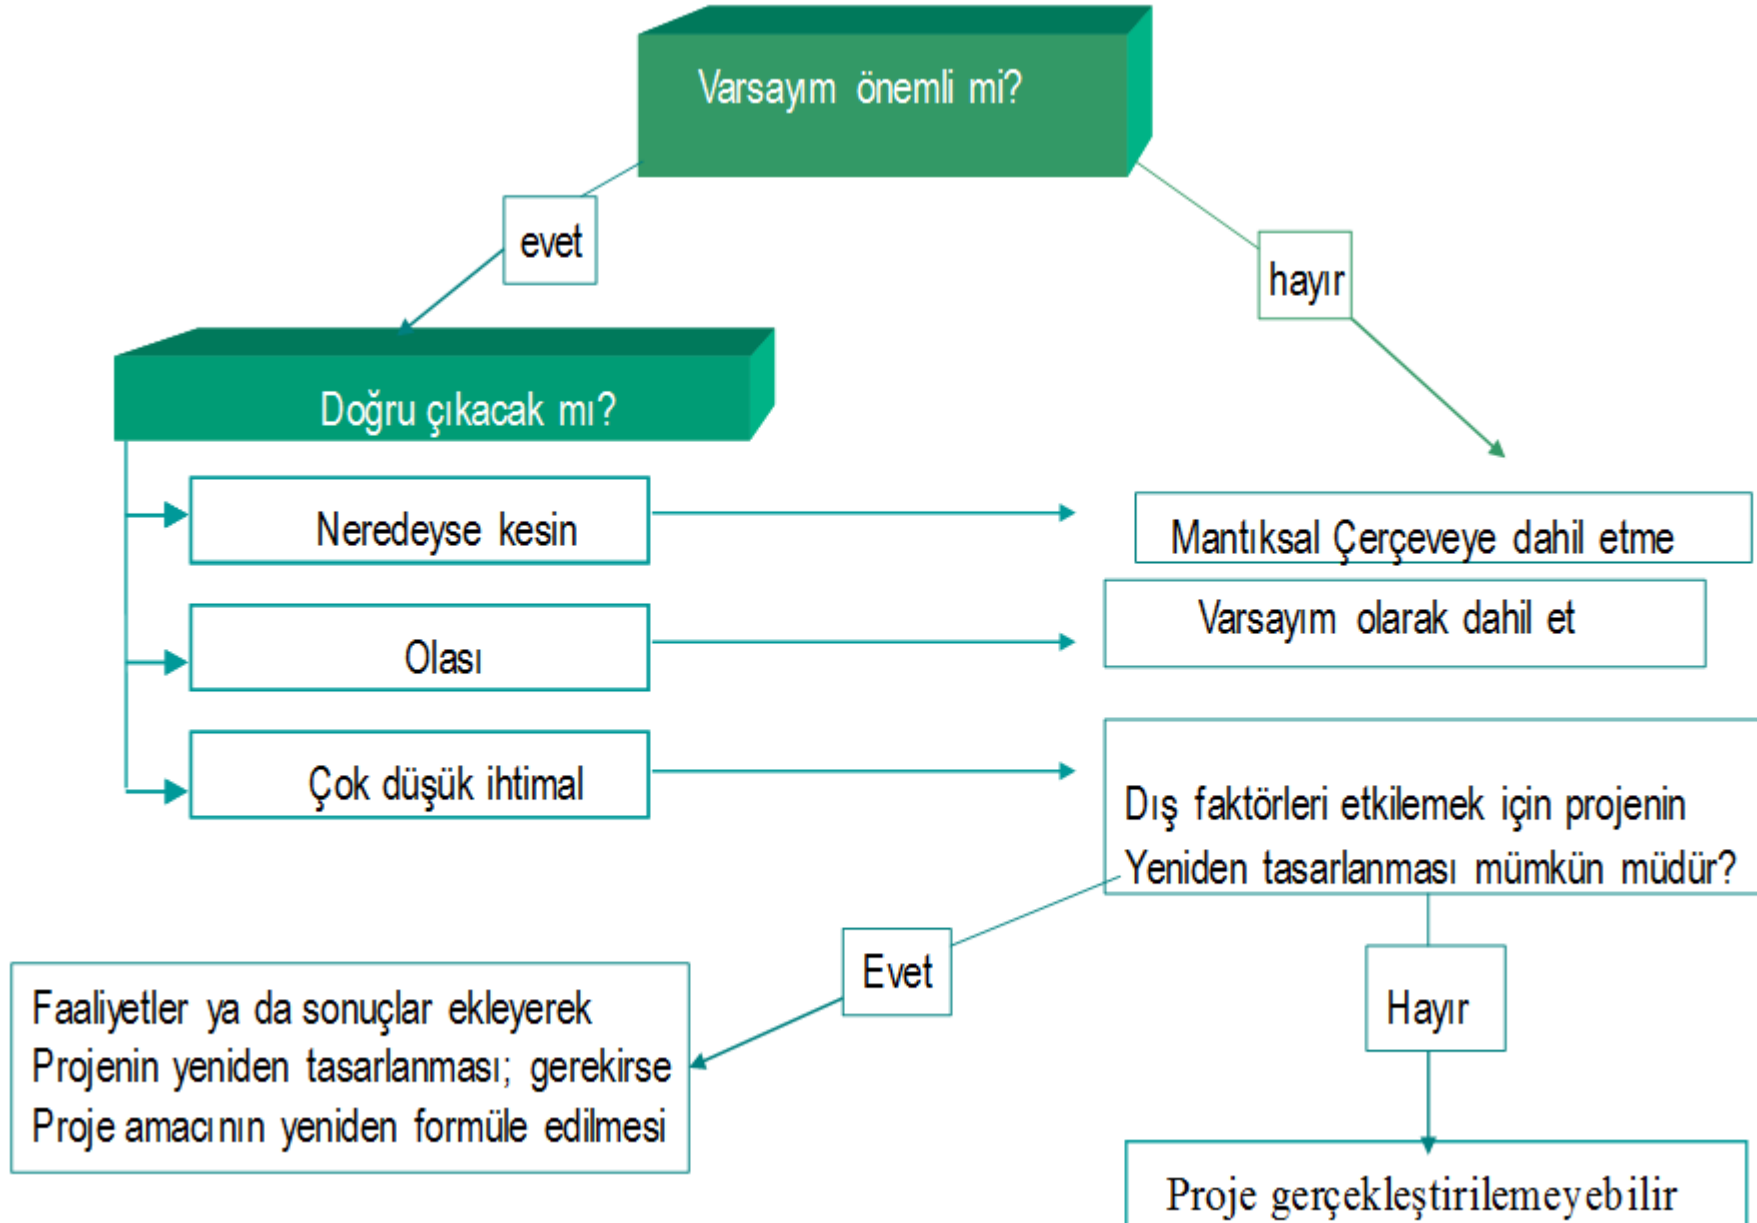 Varsayım önemli mi?
evet
hayır
Doğru çıkacak mı?
Neredeyse kesin
Mantıksal Çerçeveye dahil etme
Olası
Varsayım olarak dahil et
Çok düşük ihtimal
Dış faktörleri etkilemek için projenin
Yeniden tasarlanması mümkün müdür?
Evet
Hayır
Faaliyetler ya da sonuçlar ekleyerek
Projenin yeniden tasarlanması; gerekirse
Proje amacının yeniden formüle edilmesi
Proje gerçekleştirilemeyebilir